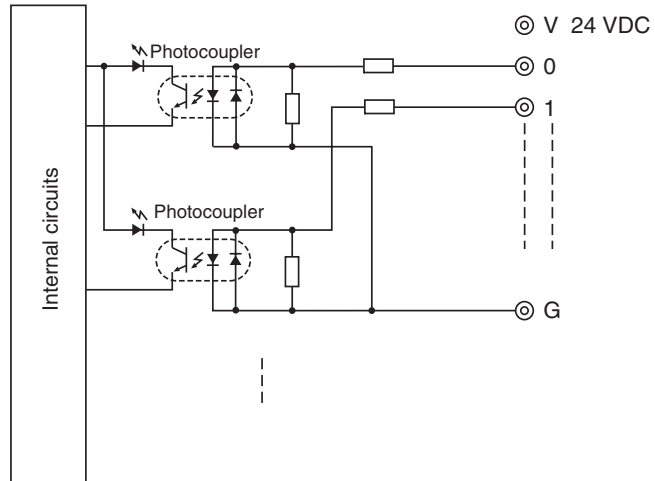 V 24 VDC
Photocoupler
0
1
Photocoupler
Internal circuits
G